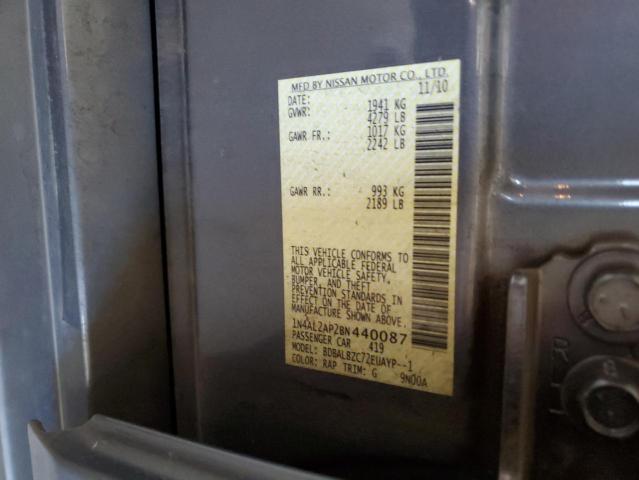 MFD BY NISSAN MOTOR CO., LTD.
DATE: 11/10
GVWR: 1941 KG
4279 LB
GAWR FR.: 1017 KG
2242 LB
GAWR RR.: 993 KG
2189 LB
THIS VEHICLE CONFORMS TO
ALL APPLICABLE FEDERAL
MOTOR VEHICLE SAFETY,
BUMPER, AND THEFT
PREVENTION STANDARDS IN
EFFECT ON THE DATE OF
MANUFACTURE SHOWN ABOVE.
1N4AL2AP2BN440087
PASSENGER CAR 419
MODEL: BDBALBZC72EUAYP--1
COLOR: RAP TRIM: G 9N00A